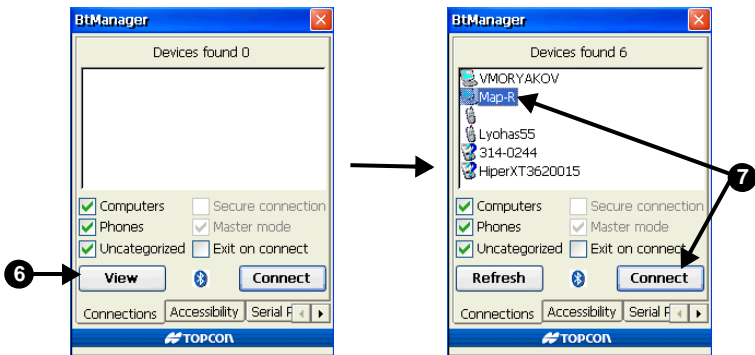 BtManager
Devices found 0
Computers
Secure connection
Phones
Master mode
Uncategorized
Exit on connect
6
View
Connect
Connections
Accessibility
Serial P
TOPCON
BtManager
Devices found 6
VMORYAKOV
Map-R
Lyohas55
314-0244
HiperXT3620015
7
Computers
Secure connection
Phones
Master mode
Uncategorized
Exit on connect
Refresh
Connect
Connections
Accessibility
Serial P
TOPCON